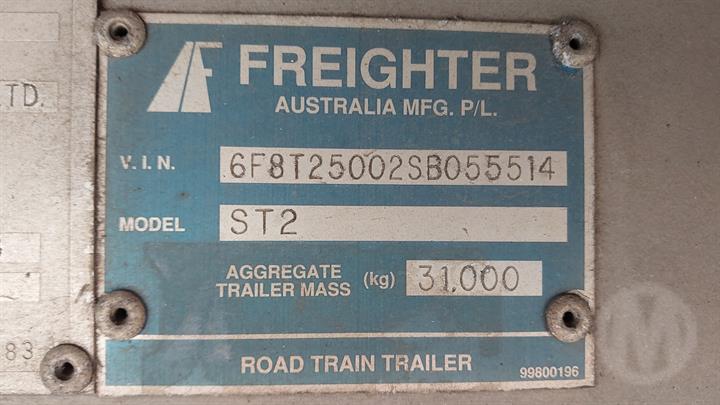 TD.
FREIGHTER
AUSTRALIA MFG. P/L.
V.I.N. 6F8T25002SB055514
MODEL ST2
AGGREGATE
TRAILER MASS (kg) 31,000
83
ROAD TRAIN TRAILER
99800196